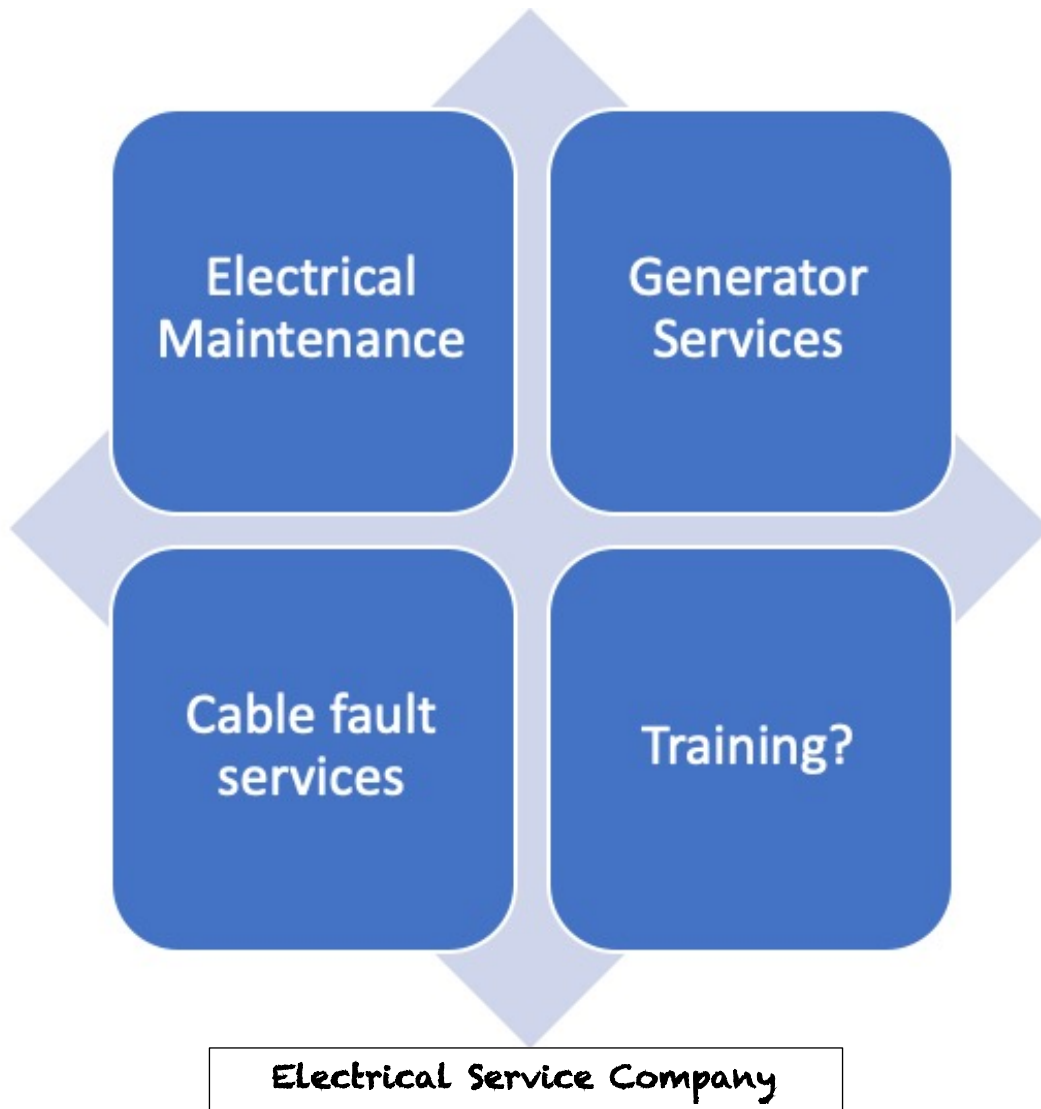 Electrical
Maintenance
Generator
Services
Cable fault
services
Training?
Electrical Service Company